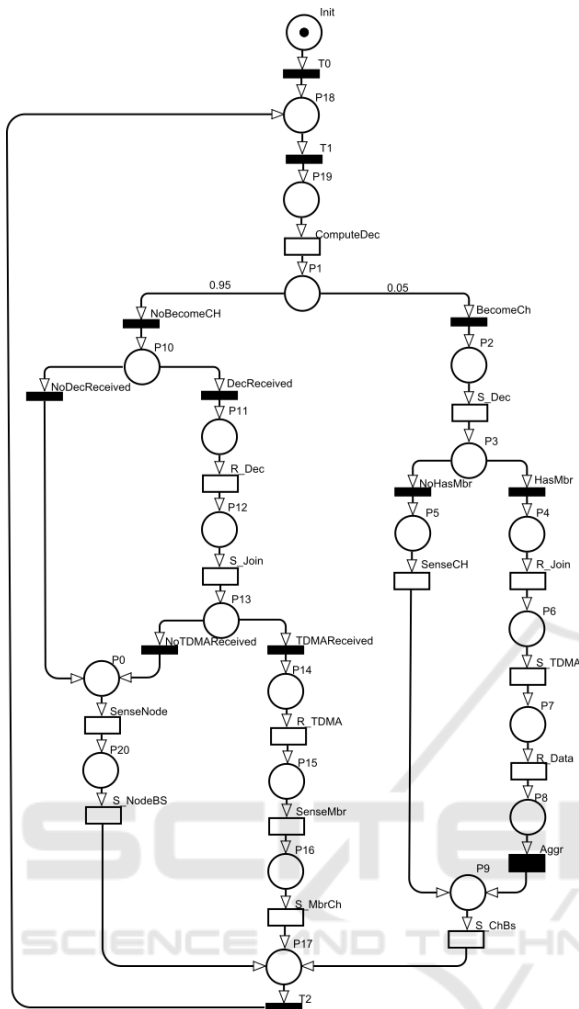 Init
T0
P18
T1
P19
ComputeDec
P1
0.95
0.05
NoBecomeCH
BecomeCh
P10
P2
NoDecReceived
DecReceived
S_Dec
P11
P3
R_Dec
NoHasMbr
HasMbr
P12
P5
P4
S_Join
SenseCH
R_Join
P13
P6
NoTDMAReceived
TDMAReceived
S_TDMA
P0
P14
P7
SenseNode
R_TDMA
R_Data
P20
P15
P8
S_NodeBS
SenseMbr
Aggr
P16
P9
S_MbrCh
S_ChBs
P17
T2
SCITE
SCIENCE AND TECHN